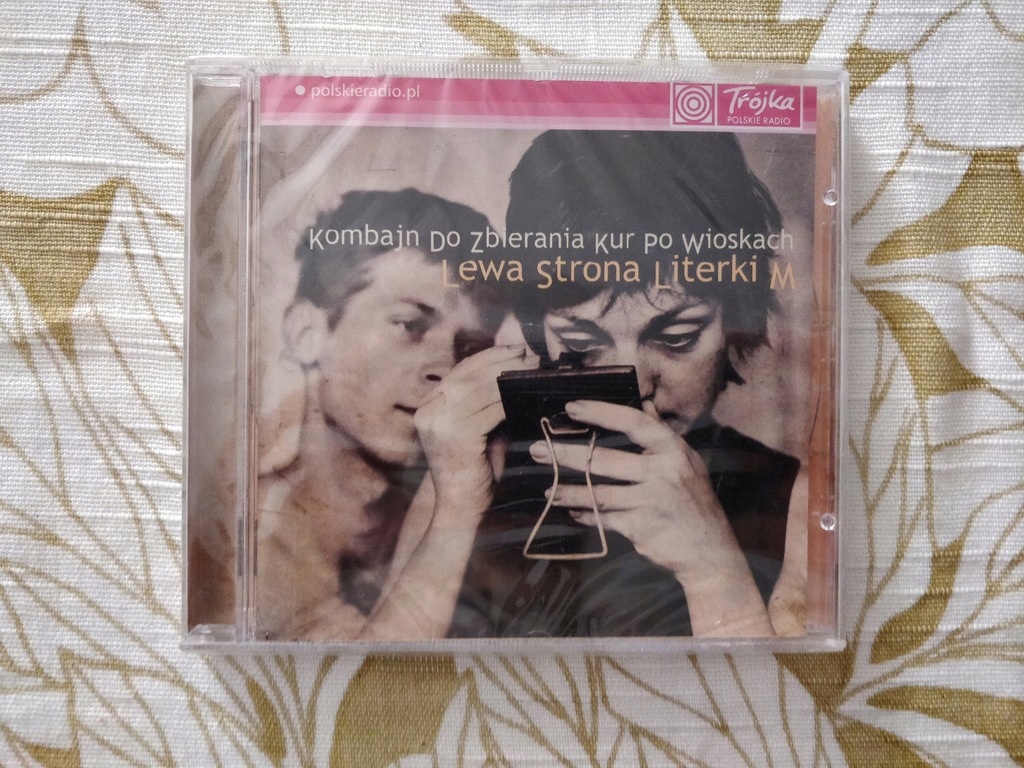 polskieradio.pl
Trójka
POLSKIE RADIO
Kombajn Do Zbierania Kur Po Wioskach
Lewa Strona Literki M